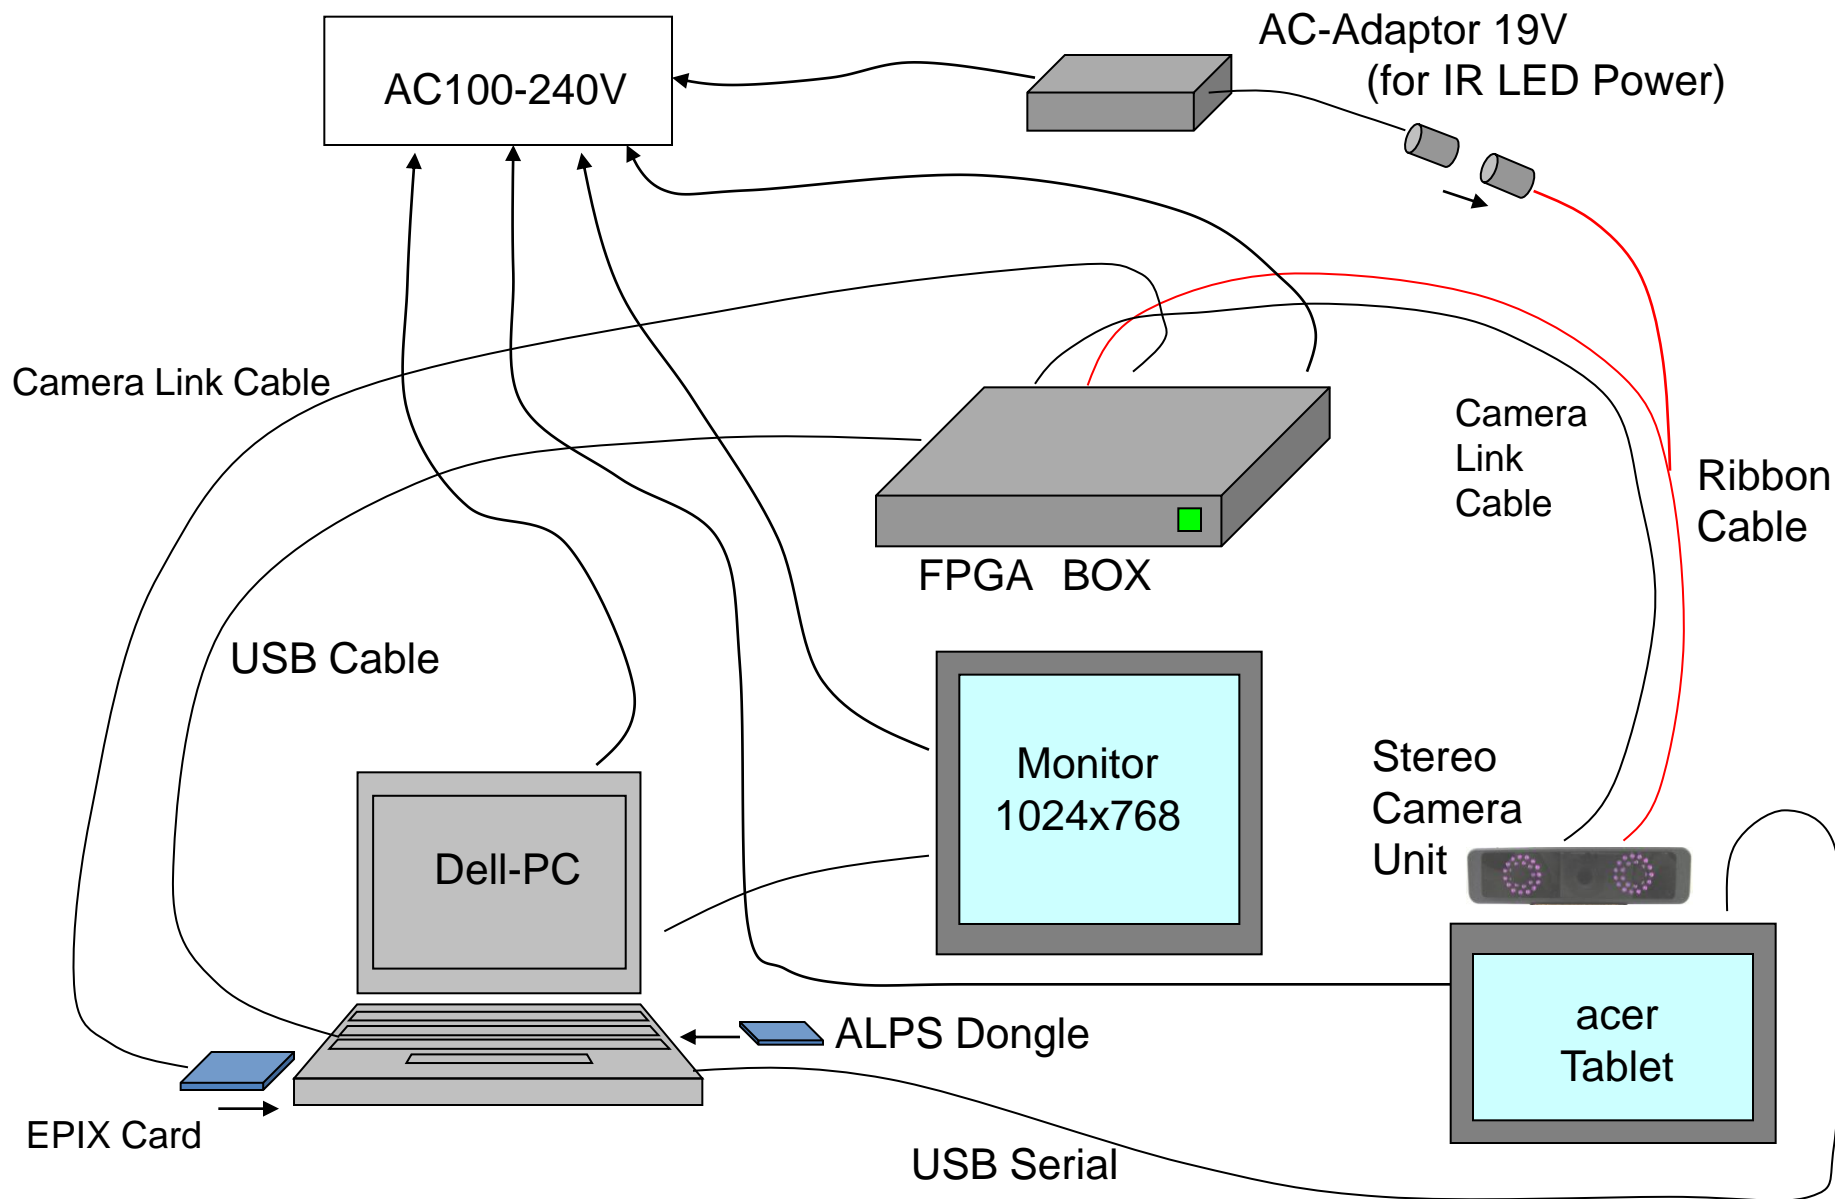 AC-Adaptor 19V
(for IR LED Power)
AC100-240V
Camera Link Cable
Camera
Link
Cable
Ribbon
Cable
FPGA BOX
USB Cable
Monitor
1024x768
Stereo
Camera
Unit
Dell-PC
ALPS Dongle
acer
Tablet
EPIX Card
USB Serial